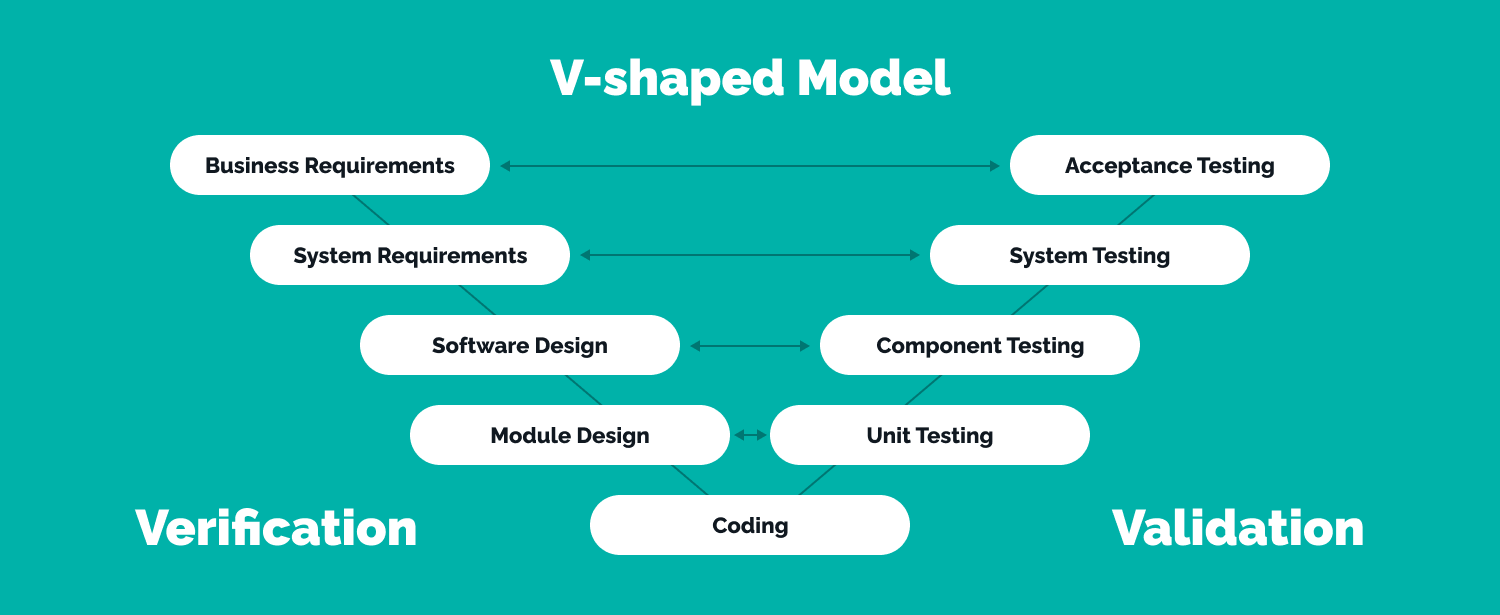 V-shaped Model
Business Requirements
Acceptance Testing
System Requirements
System Testing
Software Design
Component Testing
Module Design
Unit Testing
Verification
Coding
Validation